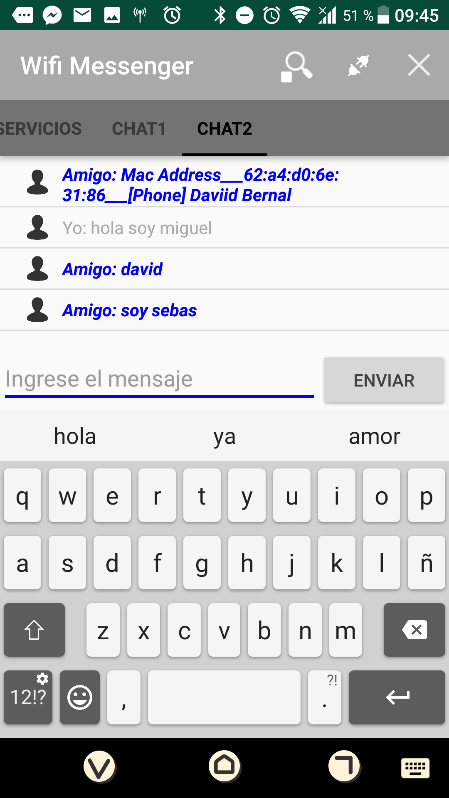 51 % 09:45
Wifi Messenger
SERVICIOS CHAT1 CHAT2
Amigo: Mac Address___62:a4:d0:6e:
31:86___[Phone] Daviid Bernal
Yo: hola soy miguel
Amigo: david
Amigo: soy sebas
Ingrese el mensaje ENVIAR
hola ya amor
q w e r t y u i o p
a s d f g h j k l ñ
z x c v b n m
12!? , . ?!